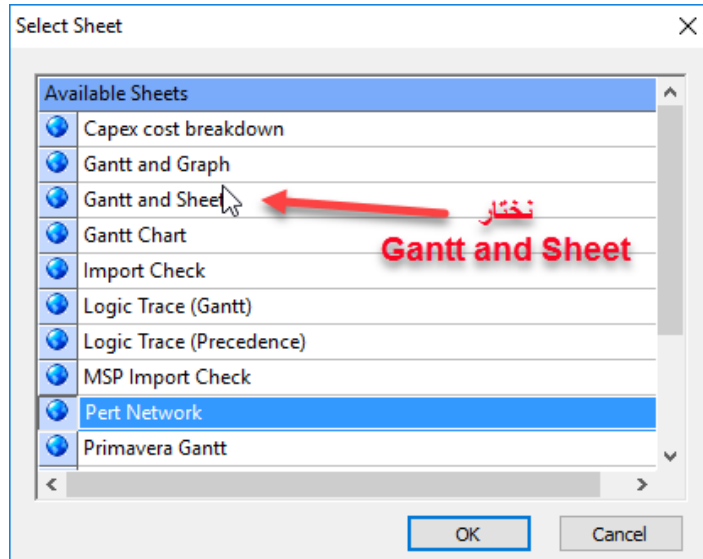 Select Sheet
Available Sheets
Capex cost breakdown
Gantt and Graph
Gantt and Sheet
Gantt Chart
Import Check
Logic Trace (Gantt)
Logic Trace (Precedence)
MSP Import Check
Pert Network
Primavera Gantt
نختار
Gantt and Sheet
OK
Cancel